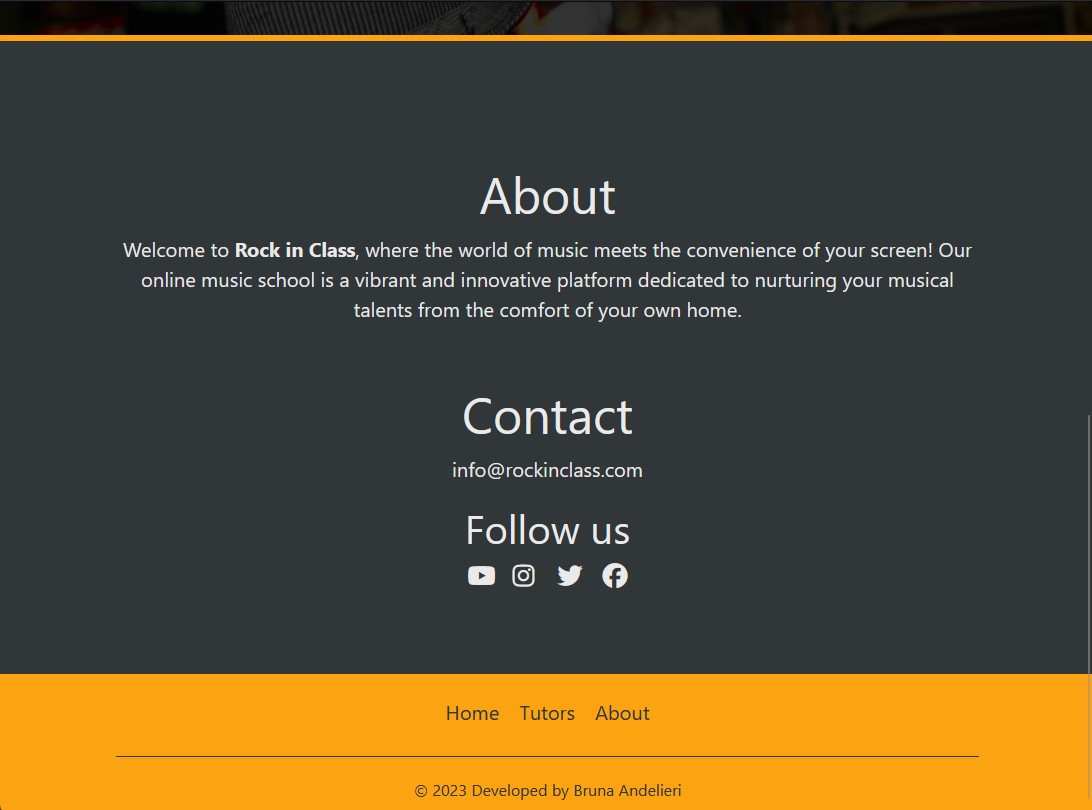 About
Welcome to Rock in Class, where the world of music meets the convenience of your screen! Our
online music school is a vibrant and innovative platform dedicated to nurturing your musical
talents from the comfort of your own home.
Contact
info@rockinclass.com
Follow us
Home Tutors About
© 2023 Developed by Bruna Andelieri